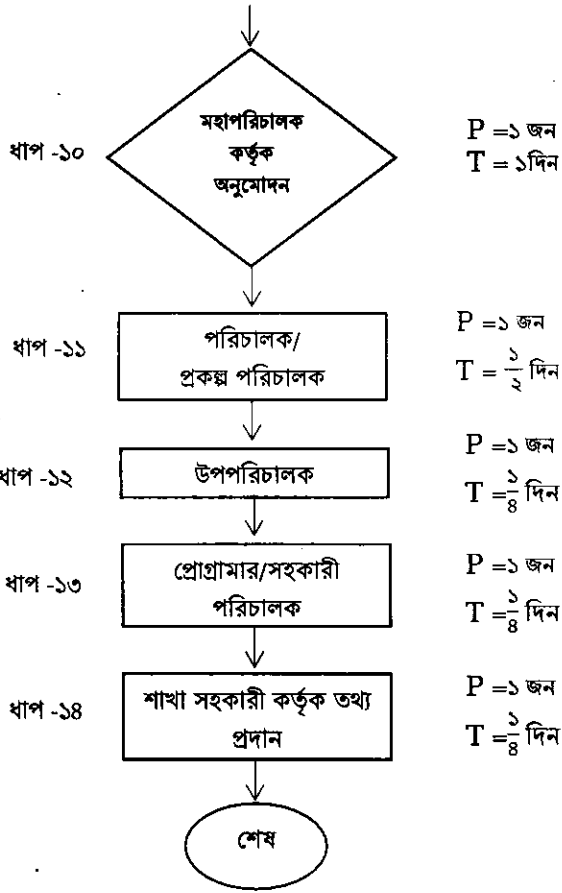 মহাপরিচালক
ধাপ -১০
কর্তৃক
অনুমোদন
P =১ জন
T = ১দিন
ধাপ -১১
পরিচালক/
প্রকল্প পরিচালক
P =১ জন
T = ১/২ দিন
ধাপ -১২
উপপরিচালক
P =১ জন
T =১/৪ দিন
ধাপ -১৩
প্রোগ্রামার/সহকারী
পরিচালক
P =১ জন
T =১/৪ দিন
ধাপ -১৪
শাখা সহকারী কর্তৃক তথ্য
প্রদান
P =১ জন
T =১/৪ দিন
শেষ